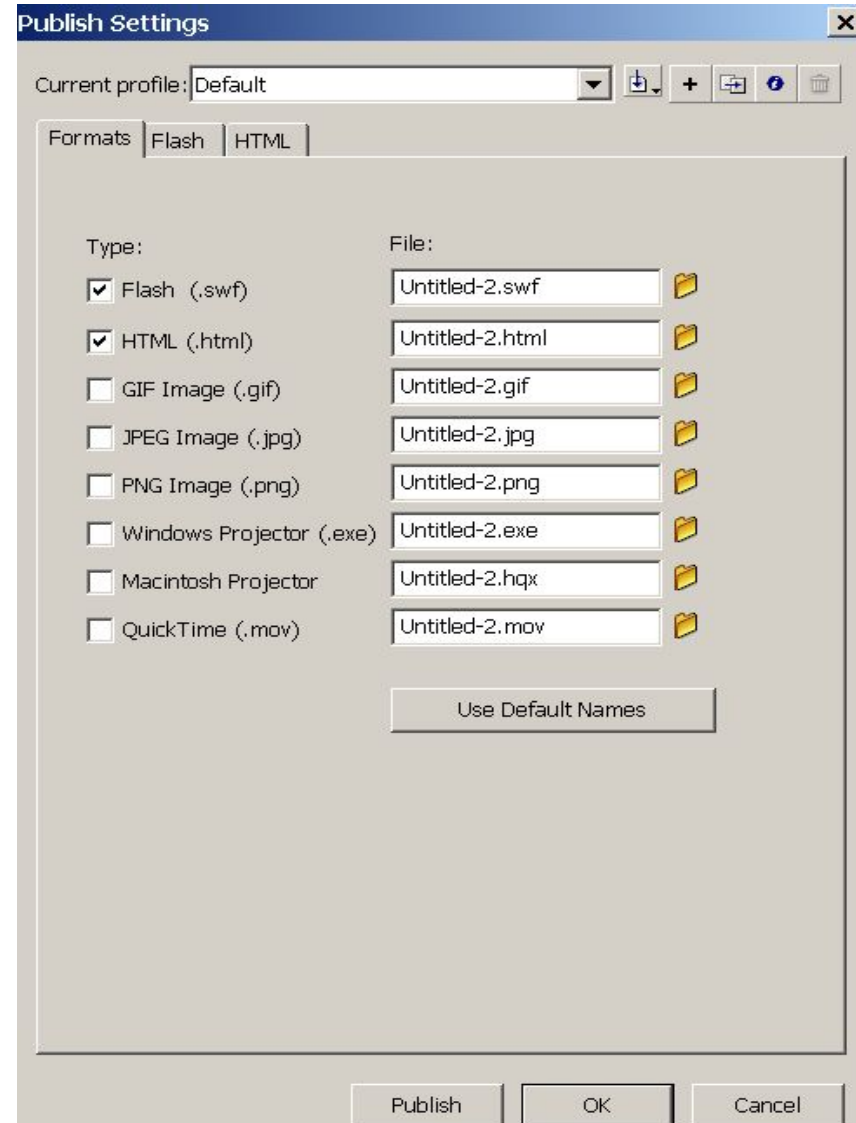 Publish Settings
Current profile: Default
Formats Flash HTML
Type: File:
Flash (.swf) Untitled-2.swf
HTML (.html) Untitled-2.html
GIF Image (.gif) Untitled-2.gif
JPEG Image (.jpg) Untitled-2.jpg
PNG Image (.png) Untitled-2.png
Windows Projector (.exe) Untitled-2.exe
Macintosh Projector Untitled-2.hqx
QuickTime (.mov) Untitled-2.mov
Use Default Names
Publish OK Cancel